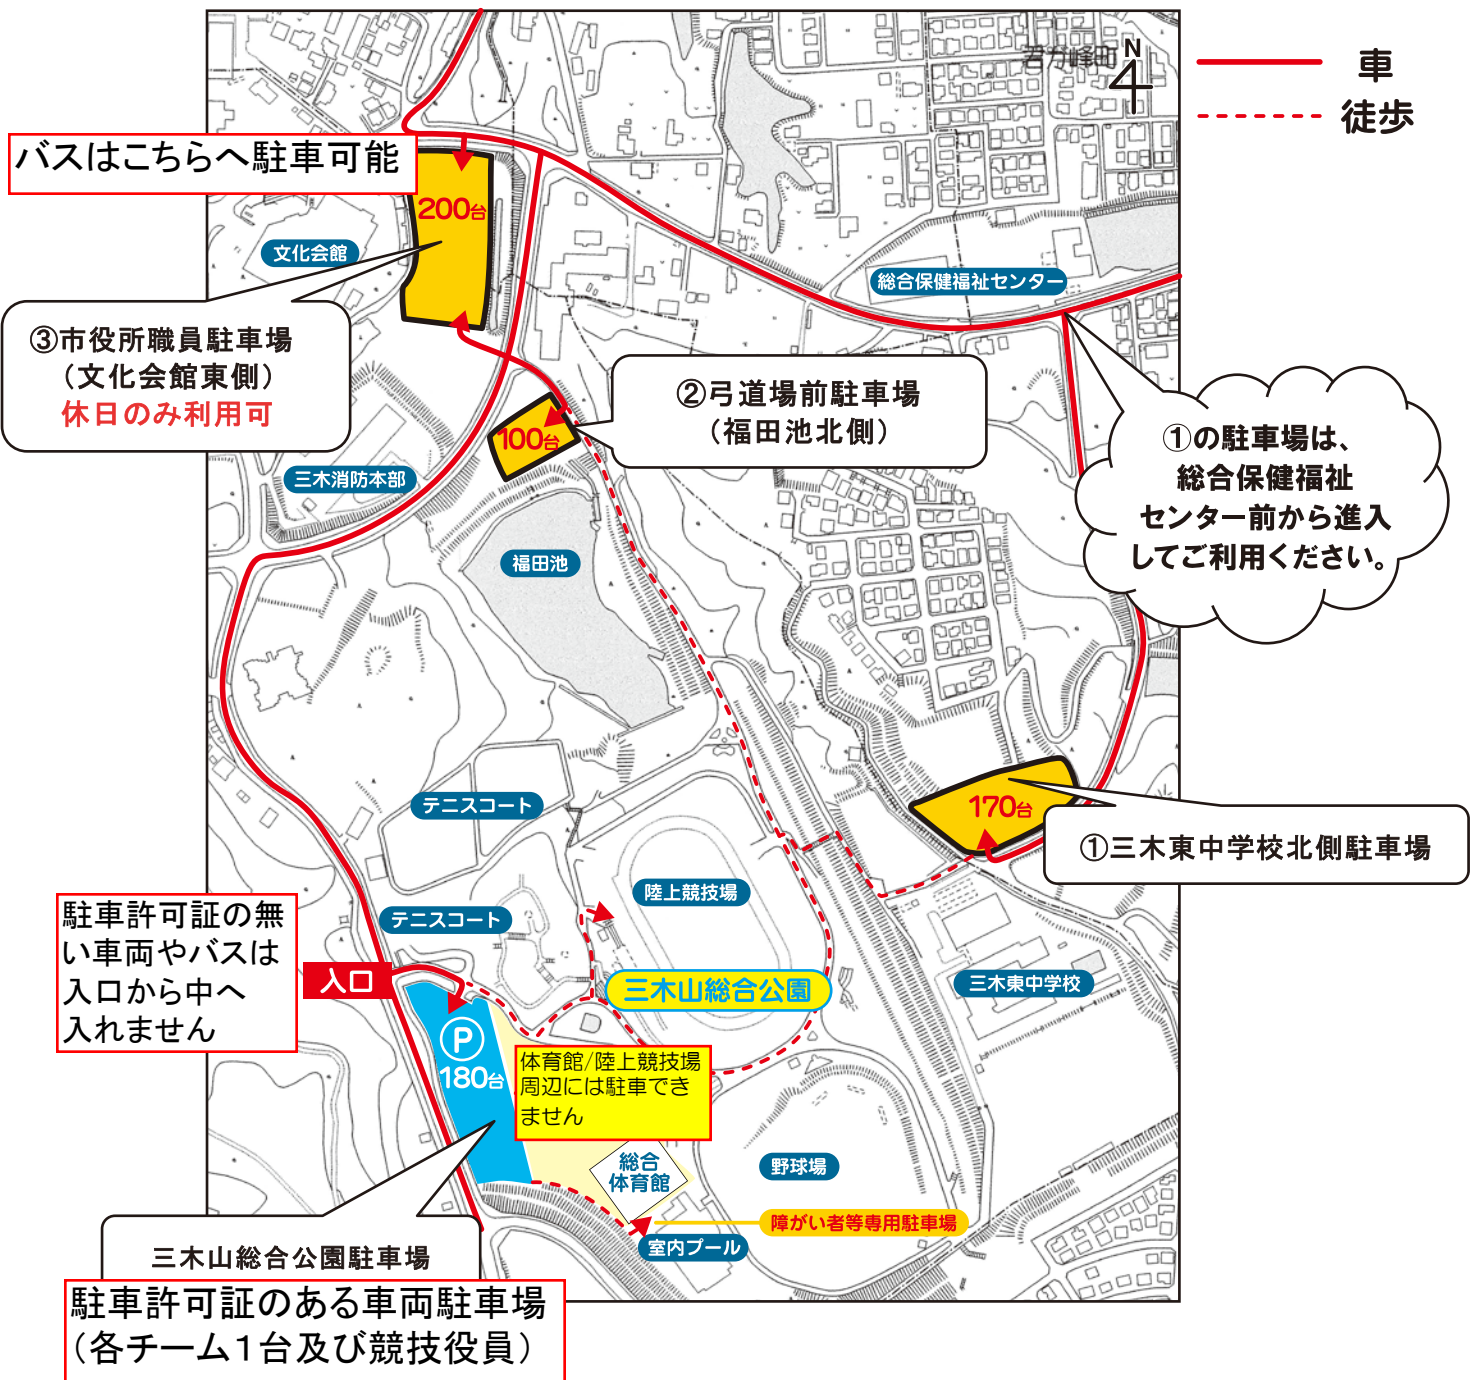 君が峰町
N
車
徒歩
バスはこちらへ駐車可能
200台
文化会館
総合保健福祉センター
③市役所職員駐車場
（文化会館東側）
休日のみ利用可
②弓道場前駐車場
（福田池北側）
100台
①の駐車場は、
総合保健福祉
センター前から進入
してご利用ください。
三木消防本部
福田池
テニスコート
170台
①三木東中学校北側駐車場
陸上競技場
テニスコート
駐車許可証の無
い車両やバスは
入口から中へ
入れません
入口
三木山総合公園
三木東中学校
P
180台
体育館/陸上競技場
周辺には駐車でき
ません
総合
体育館
野球場
障がい者等専用駐車場
室内プール
三木山総合公園駐車場
駐車許可証のある車両駐車場
（各チーム１台及び競技役員）